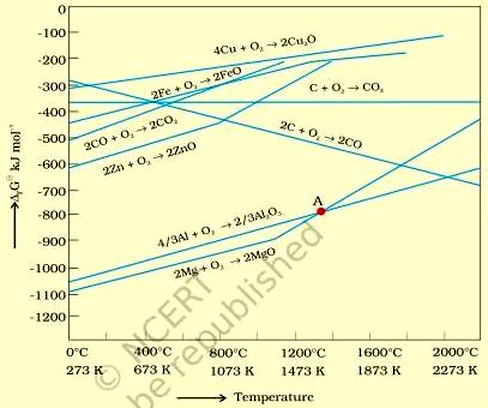 0
-100
-200
-300
-400
-500
-600
-700
-800
-900
-1000
-1100
-1200
Δ₍f₎G⊖ kJ mol⁻¹
4Cu + O₂ → 2Cu₂O
2Fe + O₂ → 2FeO
C + O₂ → CO₂
2CO + O₂ → 2CO₂
2C + O₂ → 2CO
2Zn + O₂ → 2ZnO
A
4/3Al + O₂ → 2/3Al₂O₃
2Mg + O₂ → 2MgO
© NCERT
be republished
0°C 400°C 800°C 1200°C 1600°C 2000°C
273 K 673 K 1073 K 1473 K 1873 K 2273 K
Temperature